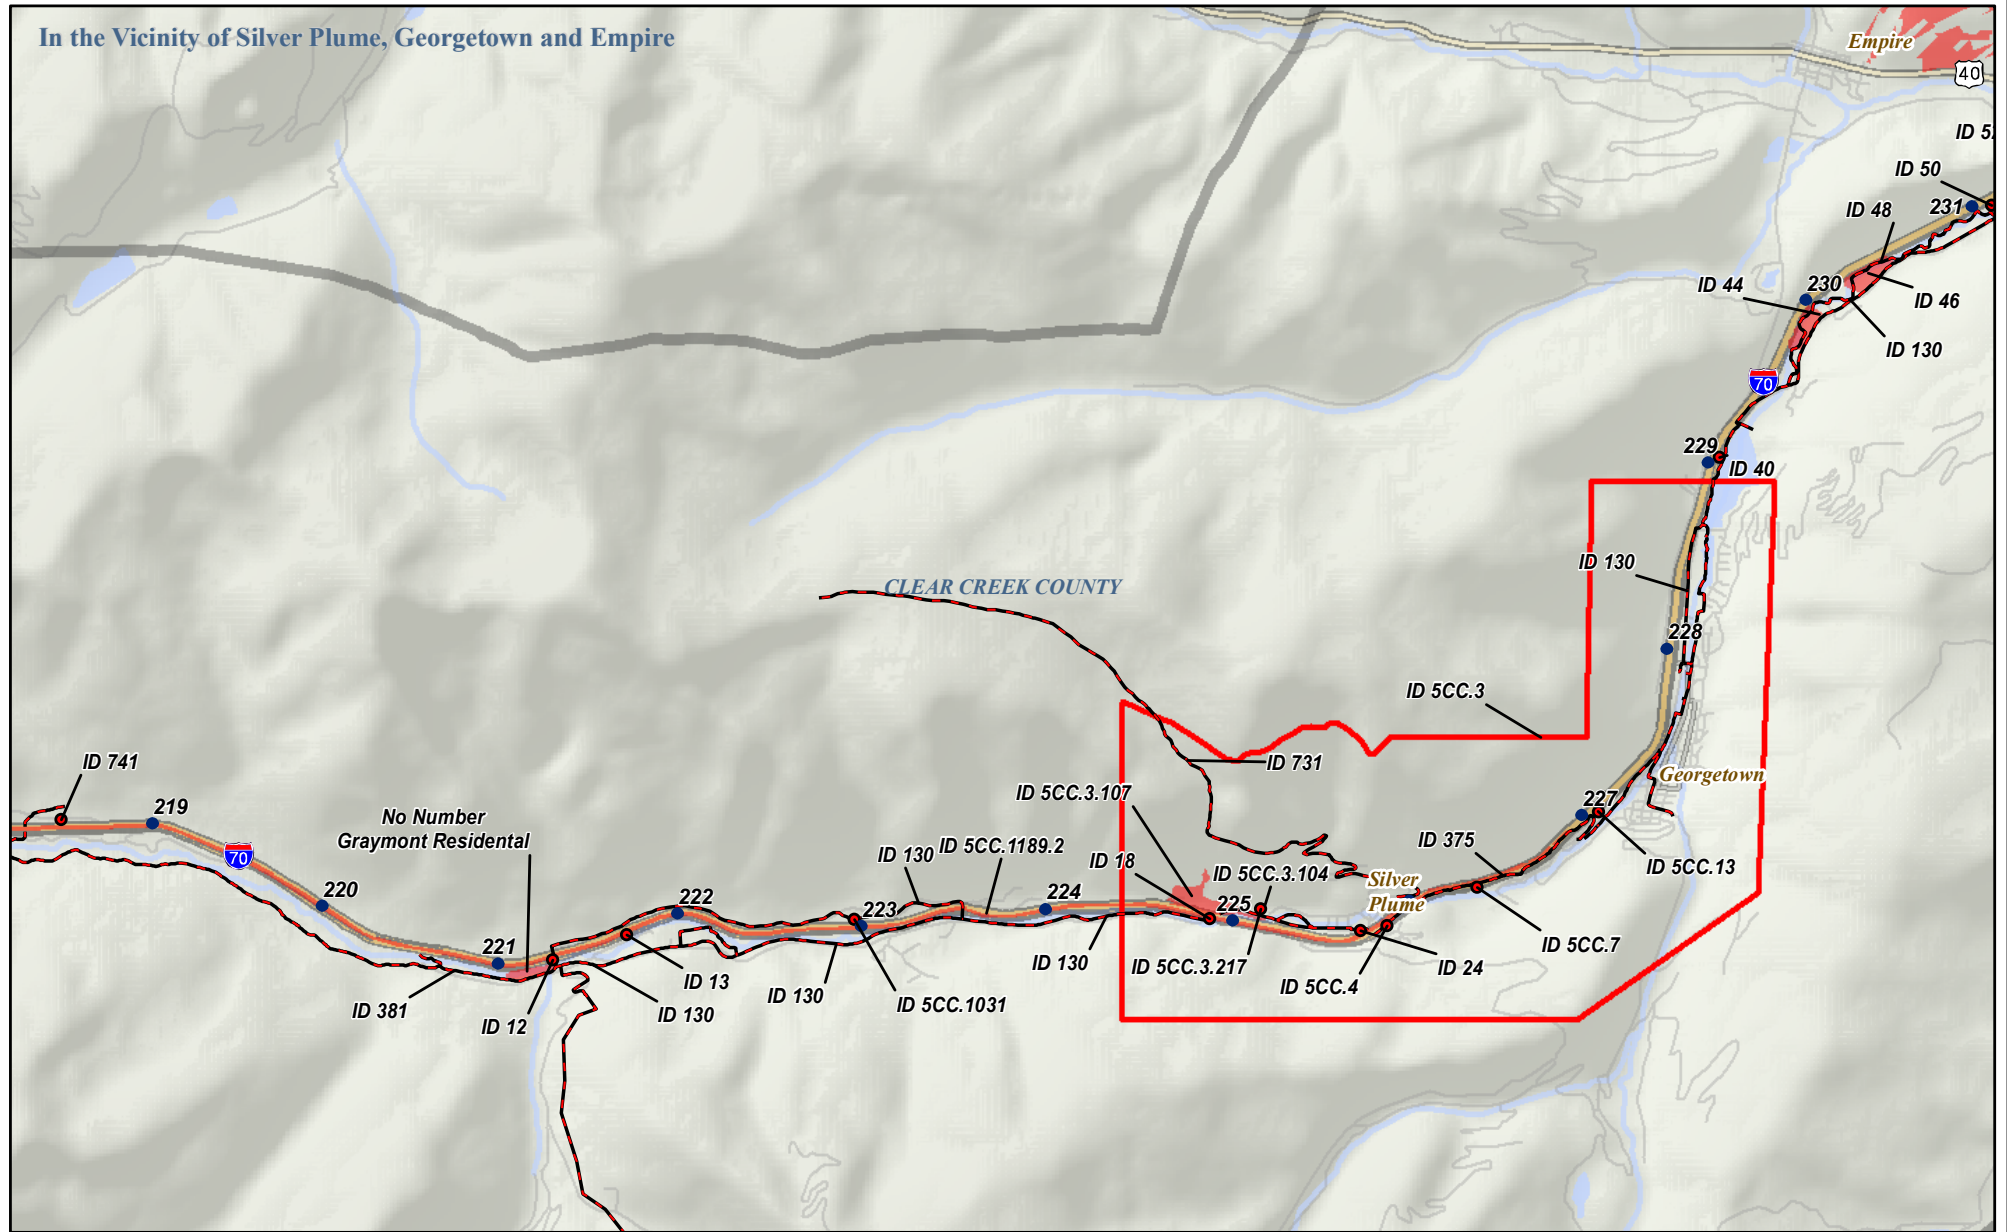 In the Vicinity of Silver Plume, Georgetown and Empire
Empire
40
ID 50
231
ID 48
ID 44
230
ID 46
ID 130
70
229
ID 40
ID 130
CLEAR CREEK COUNTY
228
ID 5CC.3
ID 731
ID 741
Georgetown
ID 5CC.3.107
219
227
No Number
Graymont Residental
ID 375
70
ID 130
ID 5CC.1189.2
ID 18
ID 5CC.3.104
ID 5CC.13
Silver
Plume
220
222
223
224
225
221
ID 5CC.7
ID 13
ID 130
ID 5CC.3.217
ID 24
ID 381
ID 12
ID 130
ID 130
ID 5CC.1031
ID 5CC.4